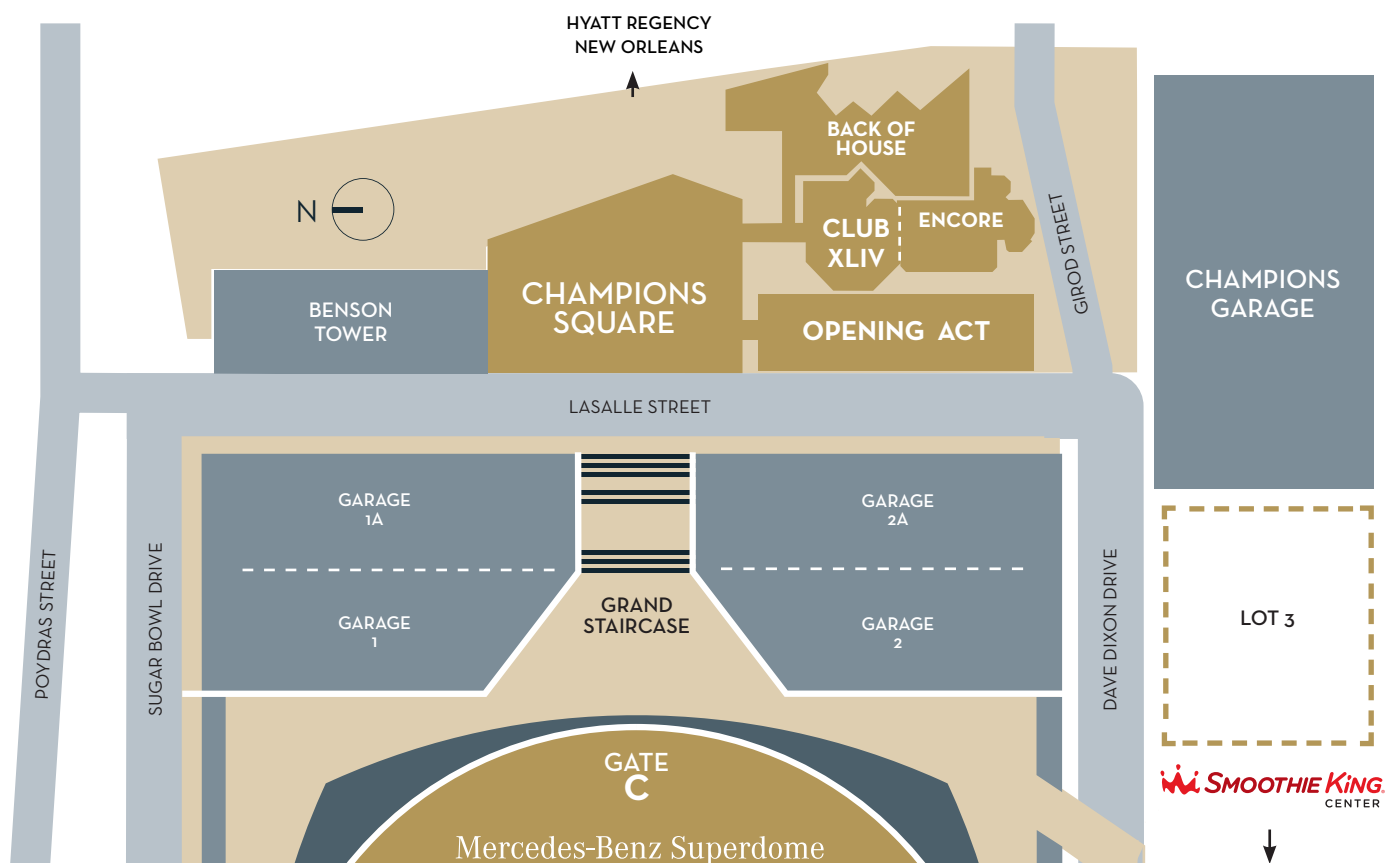 HYATT REGENCY
NEW ORLEANS
BACK OF
HOUSE
N
CLUB
XLIV
ENCORE
GIROD STREET
CHAMPIONS
GARAGE
BENSON
TOWER
CHAMPIONS
SQUARE
OPENING ACT
LASALLE STREET
GARAGE
1A
GARAGE
2A
POYDRAS STREET
SUGAR BOWL DRIVE
GRAND
STAIRCASE
GARAGE
1
GARAGE
2
DAVE DIXON DRIVE
LOT 3
GATE
C
SMOOTHIE KING
CENTER
Mercedes-Benz Superdome